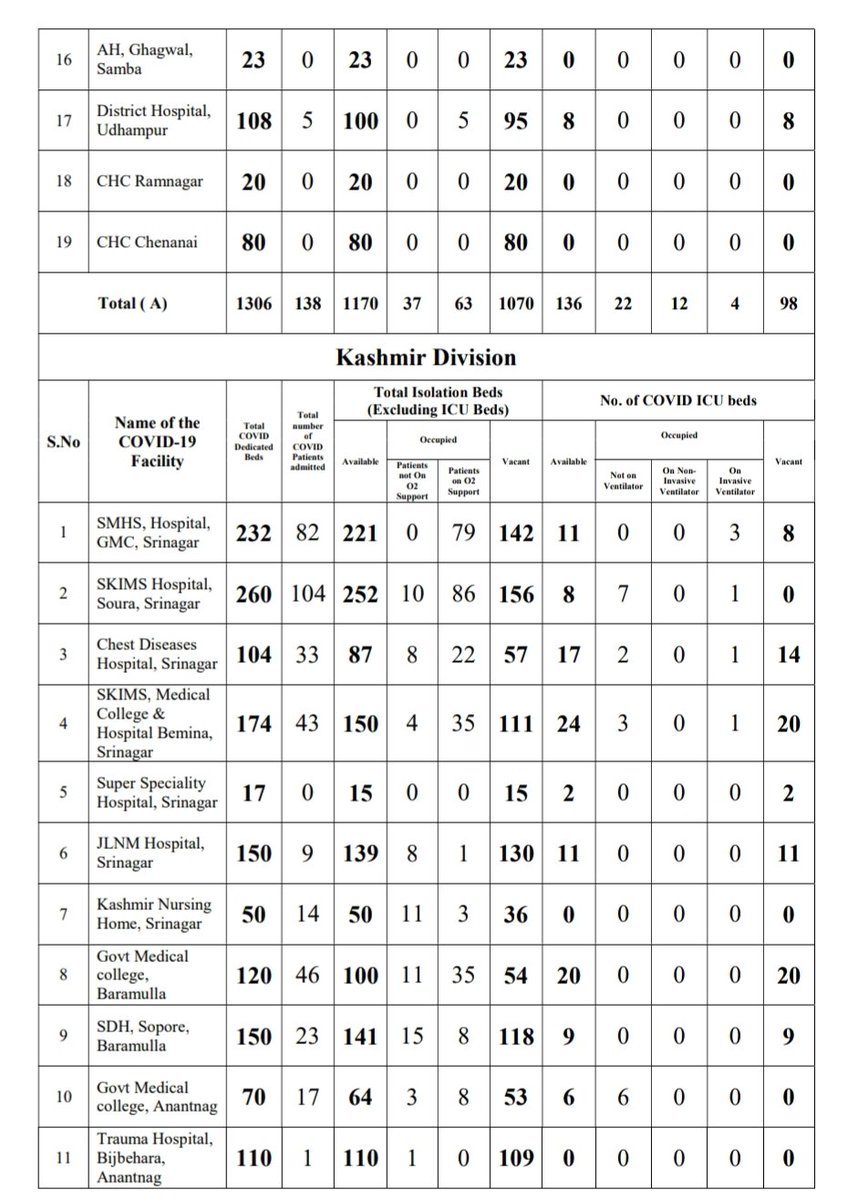 16 AH, Ghagwal, Samba 23 0 23 0 0 23 0 0 0 0 0
17 District Hospital, Udhampur 108 5 100 0 5 95 8 0 0 0 8
18 CHC Ramnagar 20 0 20 0 0 20 0 0 0 0 0
19 CHC Chenanai 80 0 80 0 0 80 0 0 0 0 0
Total ( A) 1306 138 1170 37 63 1070 136 22 12 4 98
Kashmir Division
S.No
Name of the COVID-19 Facility
Total COVID Dedicated Beds
Total number of COVID Patients admitted
Total Isolation Beds (Excluding ICU Beds)
Available
Occupied
Patients not On O2 Support
Patients on O2 Support
Vacant
No. of COVID ICU beds
Available
Occupied
Not on Ventilator
On Non-Invasive Ventilator
On Invasive Ventilator
Vacant
1 SMHS, Hospital, GMC, Srinagar 232 82 221 0 79 142 11 0 0 3 8
2 SKIMS Hospital, Soura, Srinagar 260 104 252 10 86 156 8 7 0 1 0
3 Chest Diseases Hospital, Srinagar 104 33 87 8 22 57 17 2 0 1 14
4 SKIMS, Medical College & Hospital Bemina, Srinagar 174 43 150 4 35 111 24 3 0 1 20
5 Super Speciality Hospital, Srinagar 17 0 15 0 0 15 2 0 0 0 2
6 JLNM Hospital, Srinagar 150 9 139 8 1 130 11 0 0 0 11
7 Kashmir Nursing Home, Srinagar 50 14 50 11 3 36 0 0 0 0 0
8 Govt Medical college, Baramulla 120 46 100 11 35 54 20 0 0 0 20
9 SDH, Sopore, Baramulla 150 23 141 15 8 118 9 0 0 0 9
10 Govt Medical college, Anantnag 70 17 64 3 8 53 6 6 0 0 0
11 Trauma Hospital, Bijbehara, Anantnag 110 1 110 1 0 109 0 0 0 0 0